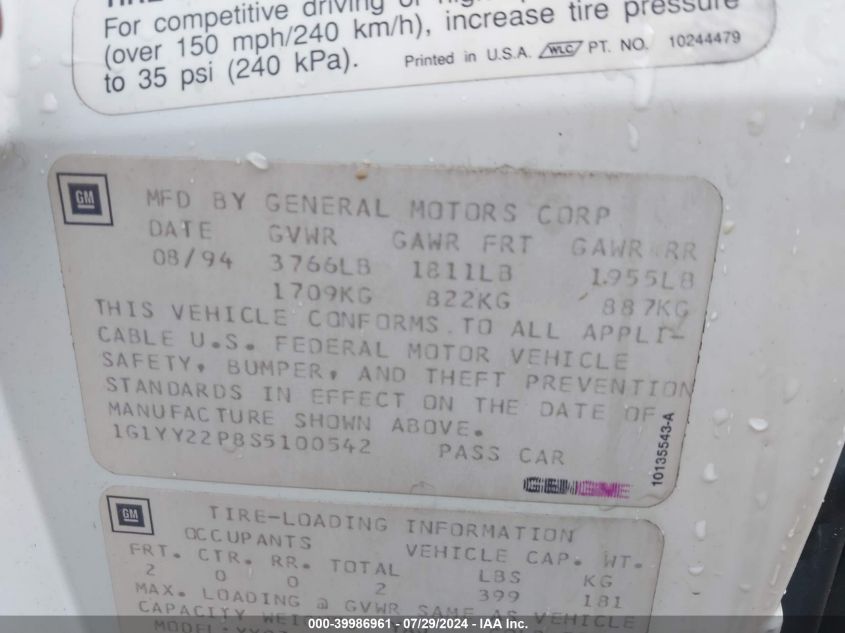 For competitive driving
(over 150 mph/240 km/h), increase tire pressure
to 35 psi (240 kPa). Printed in U.S.A. WLC PT. NO. 10244479
GM
MFD BY GENERAL MOTORS CORP
DATE GVWR GAWR FRT GAWR RR
08/94 3766LB 1811LB 1955LB
1709KG 822KG 887KG
THIS VEHICLE CONFORMS TO ALL APPLI-
CABLE U.S. FEDERAL MOTOR VEHICLE
SAFETY, BUMPER, AND THEFT PREVENTION
STANDARDS IN EFFECT ON THE DATE OF
MANUFACTURE SHOWN ABOVE.
1G1YY22P8S5100542 PASS CAR
10135543-A
GM
TIRE-LOADING INFORMATION
OCCUPANTS VEHICLE CAP. WT.
FRT. CTR. RR. TOTAL LBS KG
2 0 0 2 399 181
MAX. LOADING @ GVWR SAME AS VEHICLE
CAPACITY
000-39986961 - 07/29/2024 - IAA Inc.